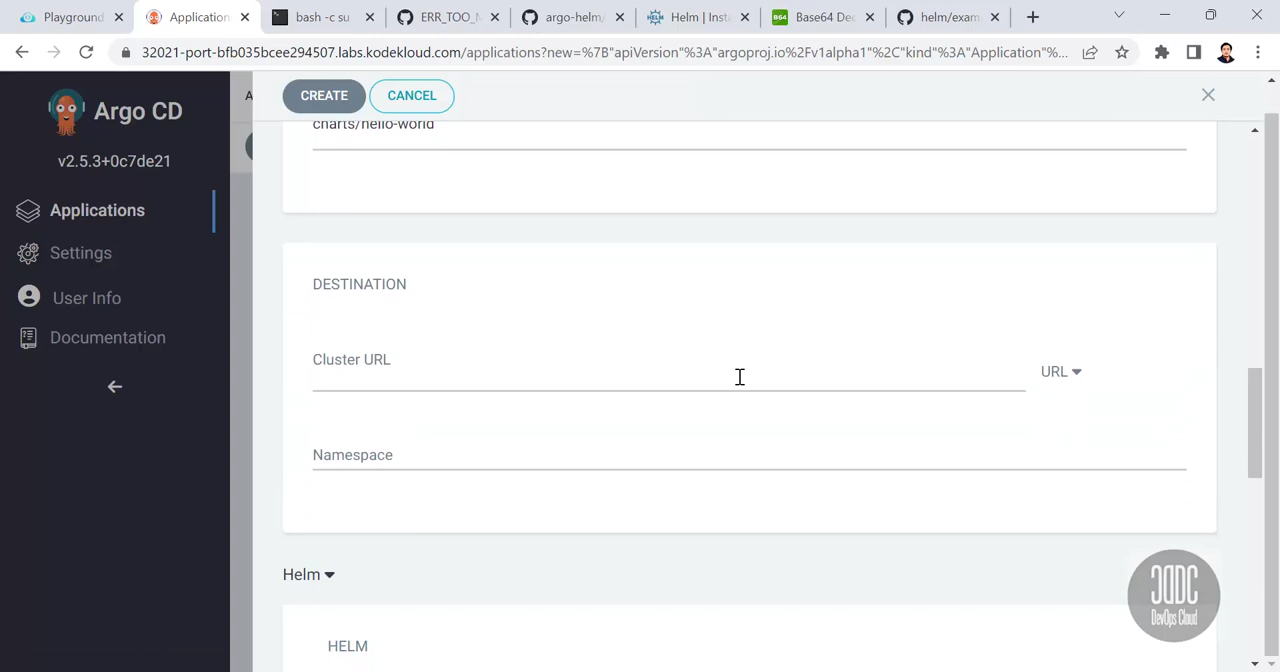 Playground
Application
bash -c su
ERR_TOO_M
argo-helm/
Helm | Inst
B64
Base64 Dec
helm/exam
32021-port-bfb035bcee294507.labs.kodekloud.com/applications?new=%7B"apiVersion"%3A"argoproj.io%2Fv1alpha1"%2C"kind"%3A"Application"%...
Argo CD
v2.5.3+0c7de21
Applications
Settings
User Info
Documentation
A
CREATE
CANCEL
charts/hello-world
DESTINATION
Cluster URL
URL
Namespace
Helm
HELM
DevOps Cloud